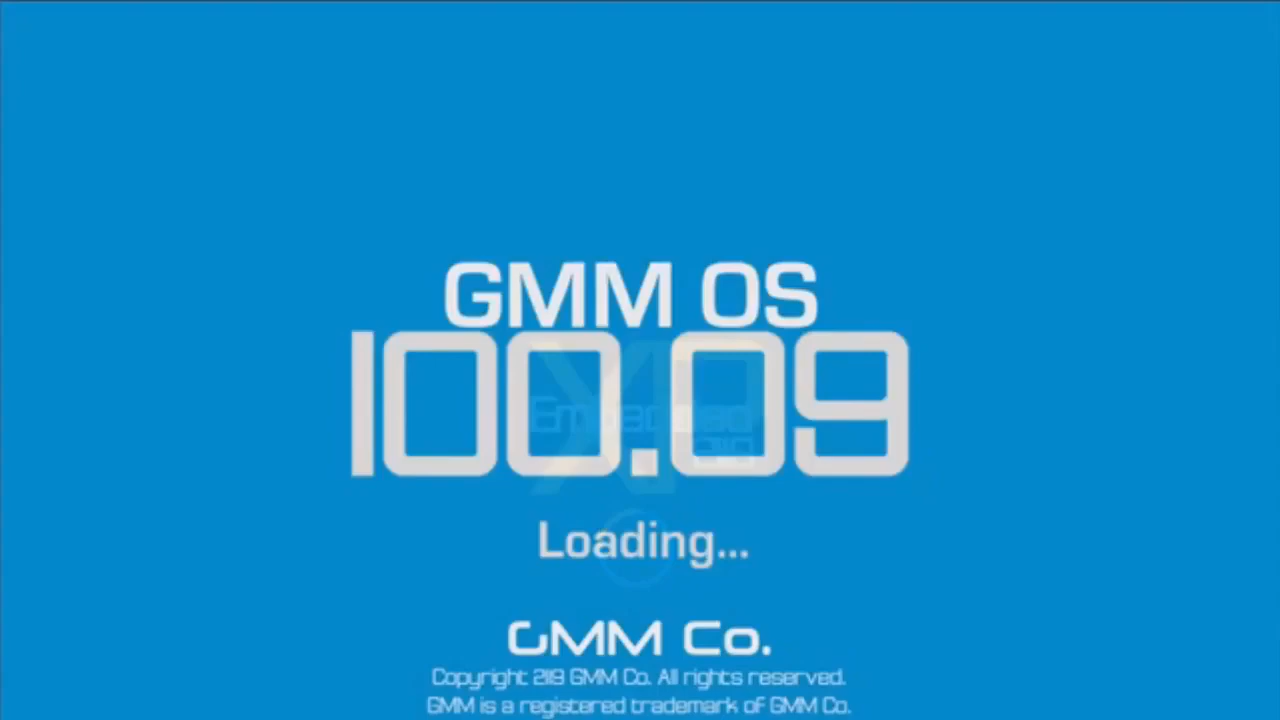 GMM OS
100.09
Loading...
GMM Co.
Copyright 2119 GMM Co. All rights reserved.
GMM is a registered trademark of GMM Co.